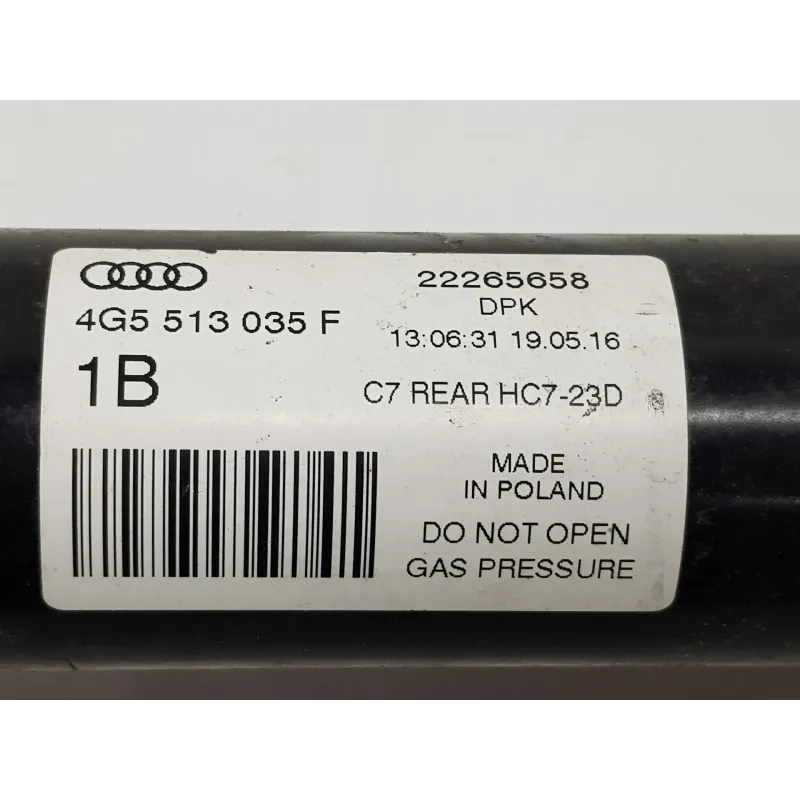 4G5 513 035 F
1B
22265658
DPK
13:06:31 19.05.16
C7 REAR HC7-23D
MADE
IN POLAND
DO NOT OPEN
GAS PRESSURE